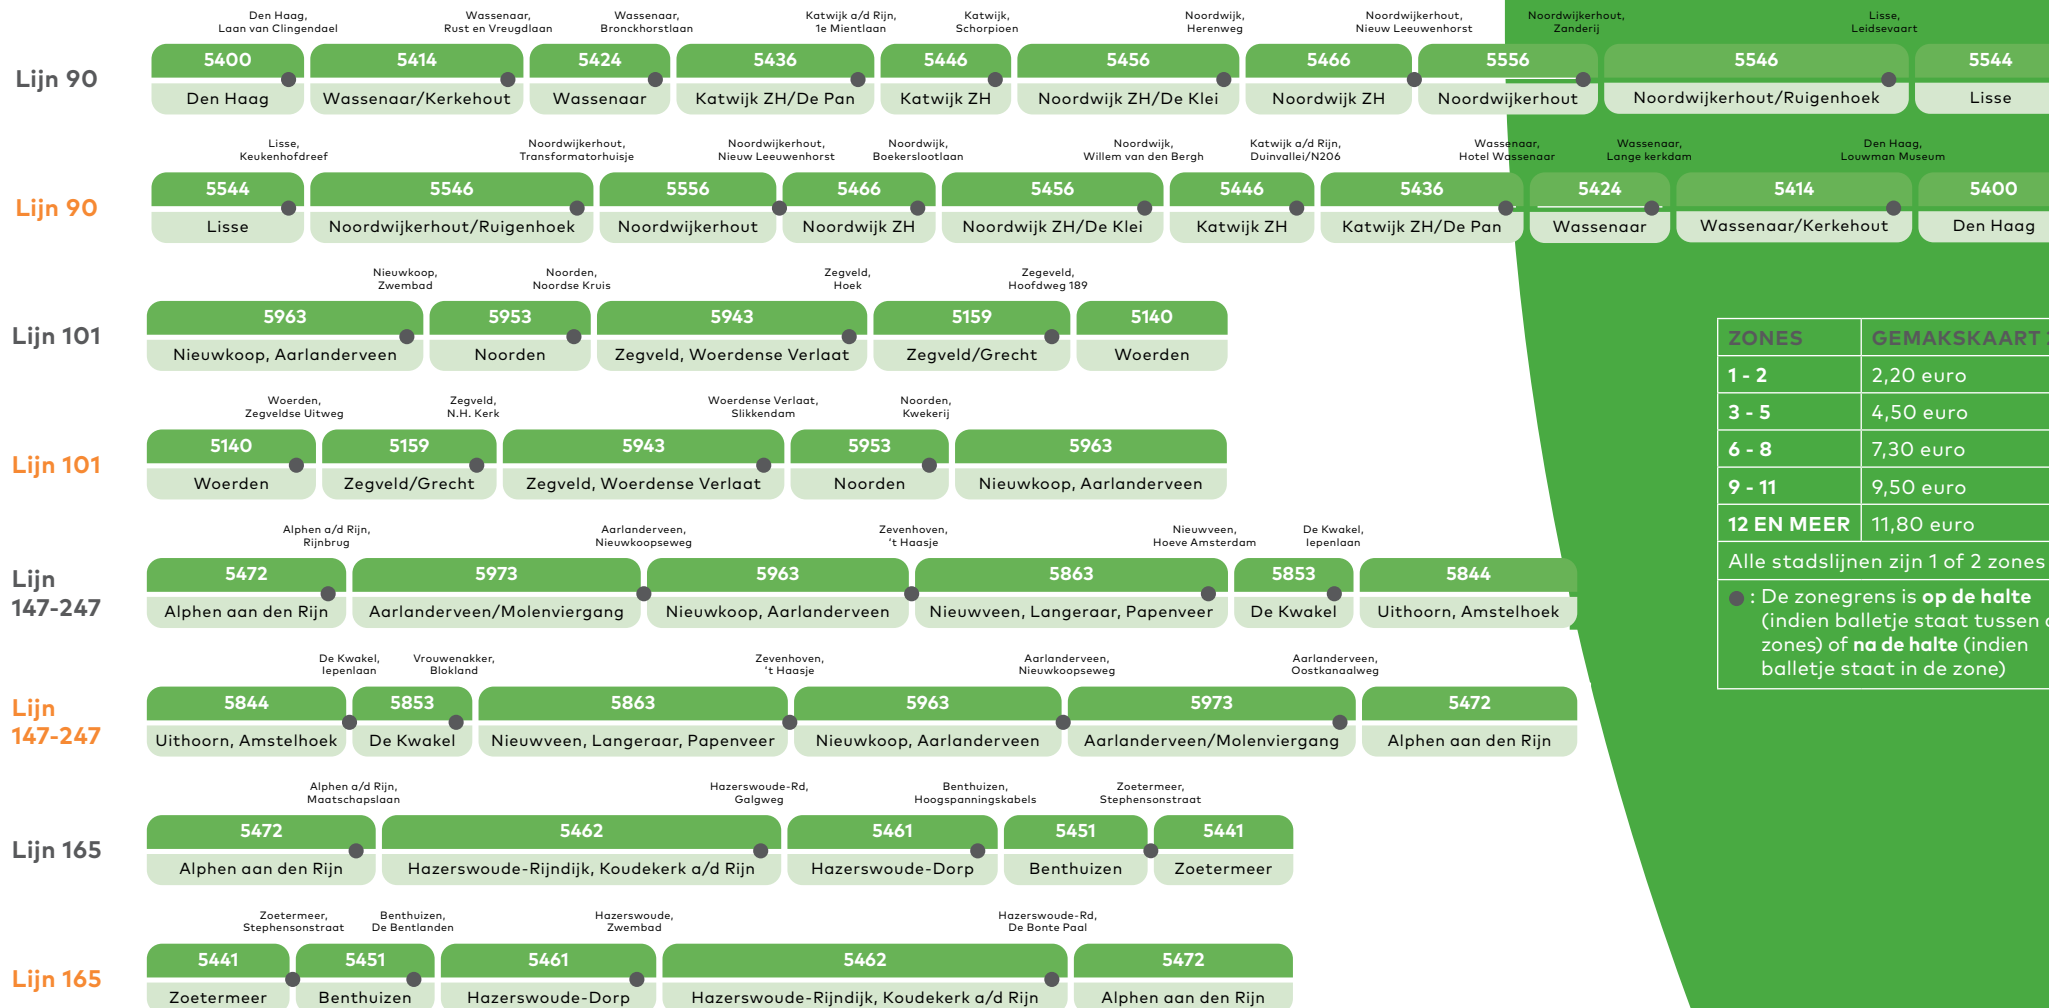 Den Haag,
Laan van Clingendael
Wassenaar,
Rust en Vreugdlaan
Wassenaar,
Bronckhorstlaan
Katwijk a/d Rijn,
1e Mientlaan
Katwijk,
Schorpioen
Noordwijk,
Herenweg
Noordwijkerhout,
Nieuw Leeuwenhorst
Noordwijkerhout,
Zanderij
Lisse,
Leidsevaart
Lijn 90
5400 5414 5424 5436 5446 5456 5466 5556 5546 5544
Den Haag Wassenaar/Kerkehout Wassenaar Katwijk ZH/De Pan Katwijk ZH Noordwijk ZH/De Klei Noordwijk ZH Noordwijkerhout Noordwijkerhout/Ruigenhoek Lisse
Lisse,
Keukenhofdreef
Noordwijkerhout,
Transformatorhuisje
Noordwijkerhout,
Nieuw Leeuwenhorst
Noordwijk,
Boekerslootlaan
Noordwijk,
Willem van den Bergh
Katwijk a/d Rijn,
Duinvallei/N206
Wassenaar,
Hotel Wassenaar
Wassenaar,
Lange kerkdam
Den Haag,
Louwman Museum
Lijn 90
5544 5546 5556 5466 5456 5446 5436 5424 5414 5400
Lisse Noordwijkerhout/Ruigenhoek Noordwijkerhout Noordwijk ZH Noordwijk ZH/De Klei Katwijk ZH Katwijk ZH/De Pan Wassenaar Wassenaar/Kerkehout Den Haag
Nieuwkoop,
Zwembad
Noorden,
Noordse Kruis
Zegveld,
Hoek
Zegeveld,
Hoofdweg 189
Lijn 101
5963 5953 5943 5159 5140
Nieuwkoop, Aarlanderveen Noorden Zegveld, Woerdense Verlaat Zegveld/Grecht Woerden
Woerden,
Zegveldse Uitweg
Zegveld,
N.H. Kerk
Woerdense Verlaat,
Slikkendam
Noorden,
Kwekerij
Lijn 101
5140 5159 5943 5953 5963
Woerden Zegveld/Grecht Zegveld, Woerdense Verlaat Noorden Nieuwkoop, Aarlanderveen
Alphen a/d Rijn,
Rijnbrug
Aarlanderveen,
Nieuwkoopseweg
Zevenhoven,
‘t Haasje
Nieuwveen,
Hoeve Amsterdam
De Kwakel,
Iepenlaan
Lijn
147-247
5472 5973 5963 5863 5853 5844
Alphen aan den Rijn Aarlanderveen/Molenviergang Nieuwkoop, Aarlanderveen Nieuwveen, Langeraar, Papenveer De Kwakel Uithoorn, Amstelhoek
De Kwakel,
Iepenlaan
Vrouwenakker,
Blokland
Zevenhoven,
‘t Haasje
Aarlanderveen,
Nieuwkoopseweg
Aarlanderveen,
Oostkanaalweg
Lijn
147-247
5844 5853 5863 5963 5973 5472
Uithoorn, Amstelhoek De Kwakel Nieuwveen, Langeraar, Papenveer Nieuwkoop, Aarlanderveen Aarlanderveen/Molenviergang Alphen aan den Rijn
Alphen a/d Rijn,
Maatschapslaan
Hazerswoude-Rd,
Galgweg
Benthuizen,
Hoogspanningskabels
Zoetermeer,
Stephensonstraat
Lijn 165
5472 5462 5461 5451 5441
Alphen aan den Rijn Hazerswoude-Rijndijk, Koudekerk a/d Rijn Hazerswoude-Dorp Benthuizen Zoetermeer
Zoetermeer,
Stephensonstraat
Benthuizen,
De Bentlanden
Hazerswoude,
Zwembad
Hazerswoude-Rd,
De Bonte Paal
Lijn 165
5441 5451 5461 5462 5472
Zoetermeer Benthuizen Hazerswoude-Dorp Hazerswoude-Rijndijk, Koudekerk a/d Rijn Alphen aan den Rijn
ZONES GEMAKSKAART
1 - 2 2,20 euro
3 - 5 4,50 euro
6 - 8 7,30 euro
9 - 11 9,50 euro
12 EN MEER 11,80 euro
Alle stadslijnen zijn 1 of 2 zones
: De zonegrens is op de halte
(indien balletje staat tussen
zones) of na de halte (indien
balletje staat in de zone)